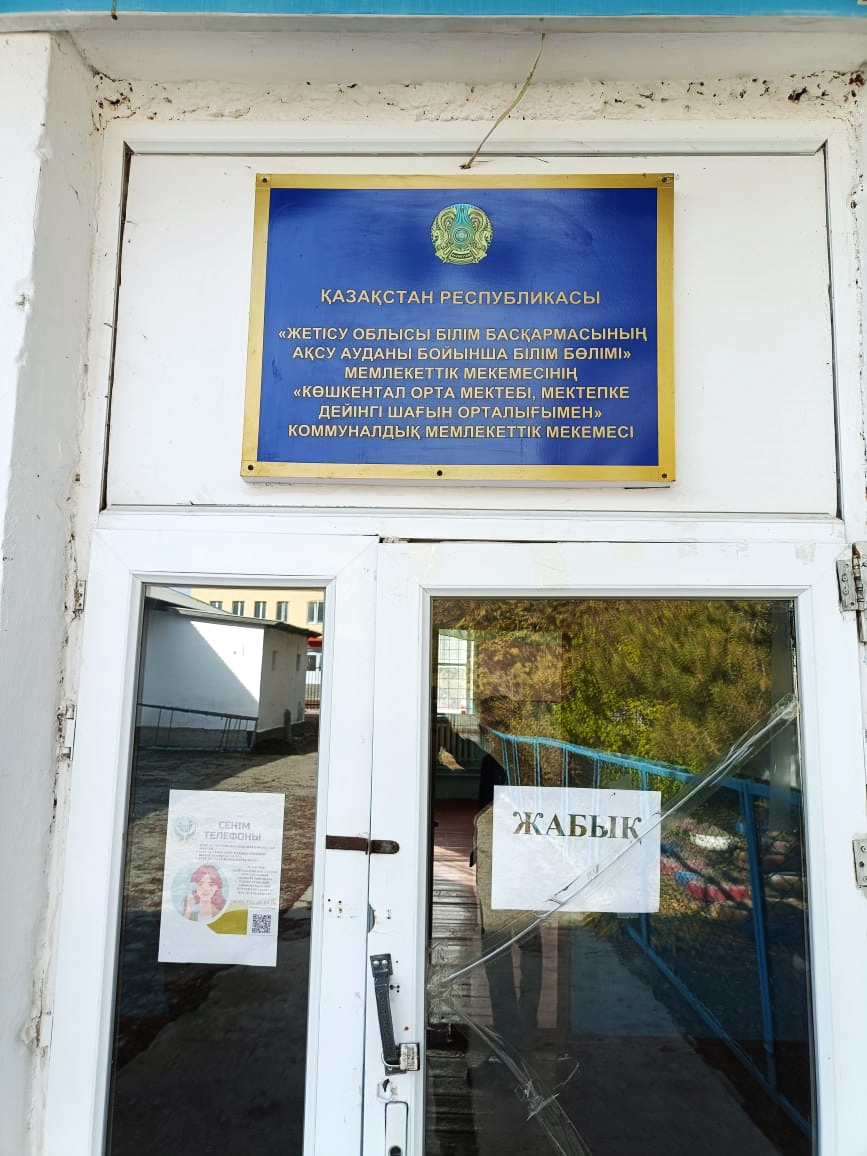 ҚАЗАҚСТАН РЕСПУБЛИКАСЫ
«ЖЕТІСУ ОБЛЫСЫ БІЛІМ БАСҚАРМАСЫНЫҢ
АҚСУ АУДАНЫ БОЙЫНША БІЛІМ БӨЛІМІ»
МЕМЛЕКЕТТІК МЕКЕМЕСІНІҢ
«КӨШКЕНТАЛ ОРТА МЕКТЕБІ, МЕКТЕПКЕ
ДЕЙІНГІ ШАҒЫН ОРТАЛЫҒЫМЕН»
КОММУНАЛДЫҚ МЕМЛЕКЕТТІК МЕКЕМЕСІ
СЕНІМ
ТЕЛЕФОНЫ
ЖАБЫҚ